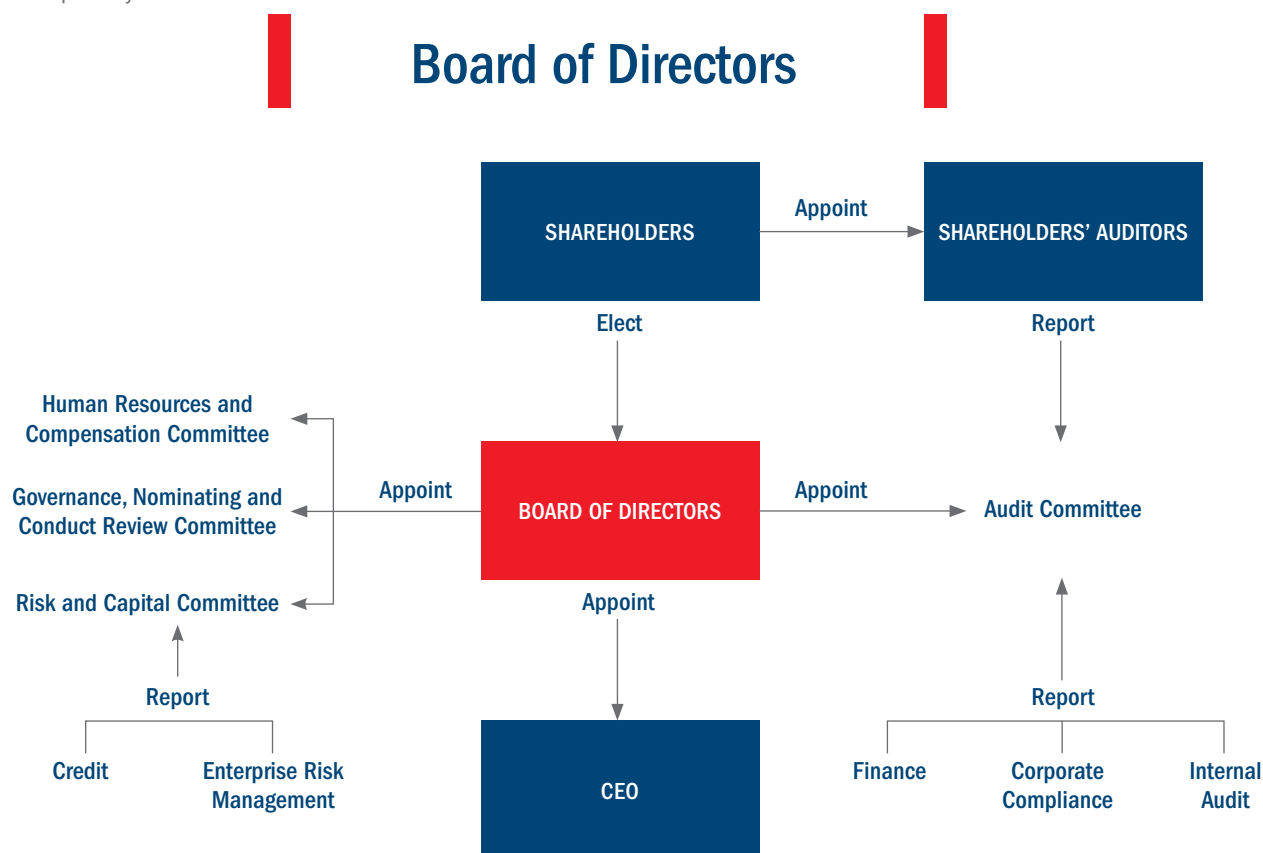 Board of Directors
SHAREHOLDERS
Appoint
SHAREHOLDERS’ AUDITORS
Elect
Report
Human Resources and
Compensation Committee
Governance, Nominating and
Conduct Review Committee
Risk and Capital Committee
Appoint
BOARD OF DIRECTORS
Appoint
Audit Committee
Appoint
Report
Credit
Enterprise Risk
Management
CEO
Report
Finance
Corporate
Compliance
Internal
Audit